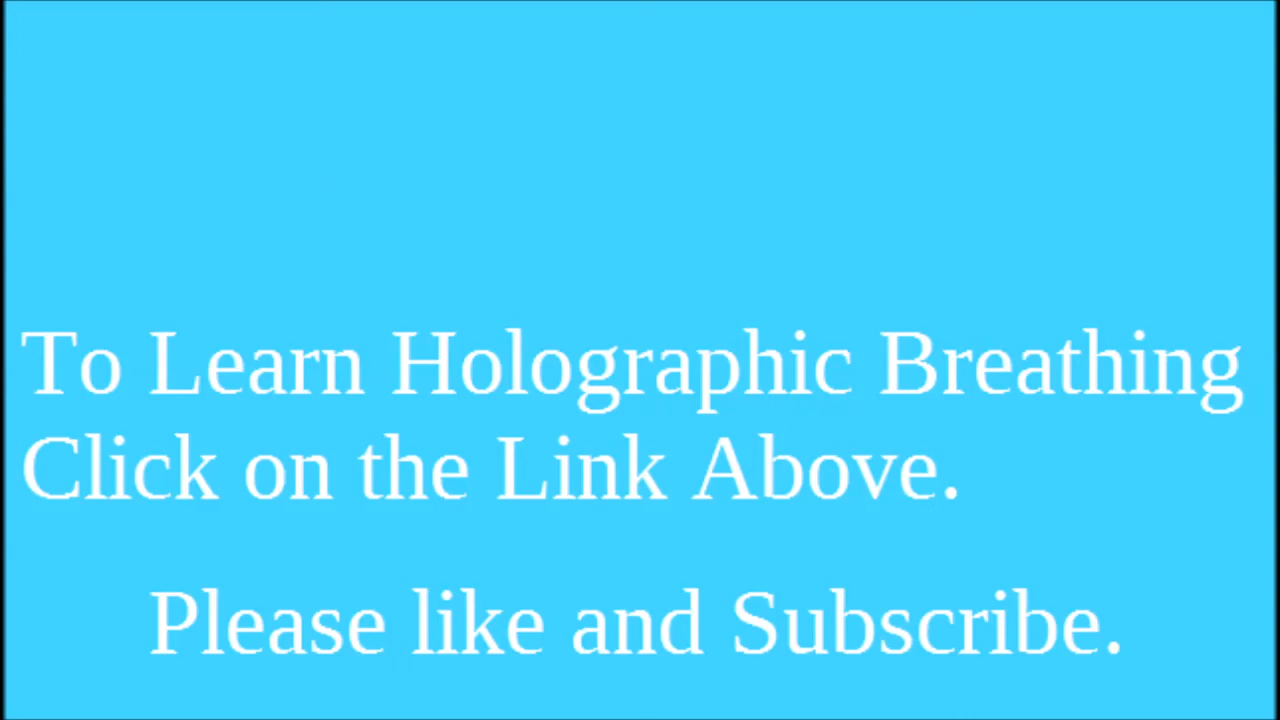 To Learn Holographic Breathing
Click on the Link Above.
Please like and Subscribe.